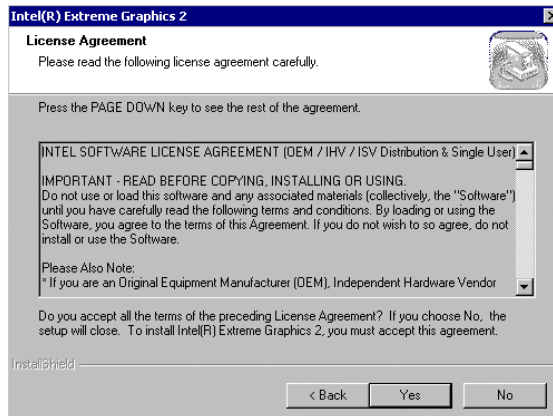 Intel(R) Extreme Graphics 2
License Agreement
Please read the following license agreement carefully.
Press the PAGE DOWN key to see the rest of the agreement.
INTEL SOFTWARE LICENSE AGREEMENT (OEM / IHV / ISV Distribution & Single User)
IMPORTANT - READ BEFORE COPYING, INSTALLING OR USING.
Do not use or load this software and any associated materials (collectively, the "Software")
until you have carefully read the following terms and conditions. By loading or using the
Software, you agree to the terms of this Agreement. If you do not wish to so agree, do not
install or use the Software.
Please Also Note:
* If you are an Original Equipment Manufacturer (OEM), Independent Hardware Vendor
Do you accept all the terms of the preceding License Agreement? If you choose No, the
setup will close. To install Intel(R) Extreme Graphics 2, you must accept this agreement.
InstallShield
< Back Yes No